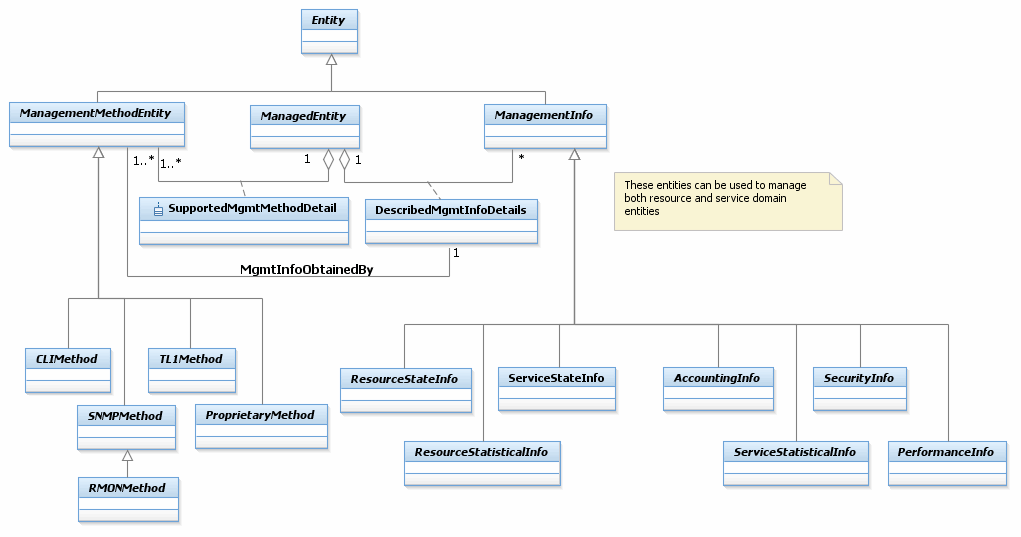 Entity
ManagementMethodEntity
ManagedEntity
ManagementInfo
1..*
1..*
1
1
*
These entities can be used to manage
both resource and service domain
entities
SupportedMgmtMethodDetail
DescribedMgmtInfoDetails
1
MgmtInfoObtainedBy
CLIMethod
TL1Method
ResourceStateInfo
ServiceStateInfo
AccountingInfo
SecurityInfo
SNMPMethod
ProprietaryMethod
ResourceStatisticalInfo
ServiceStatisticalInfo
PerformanceInfo
RMONMethod